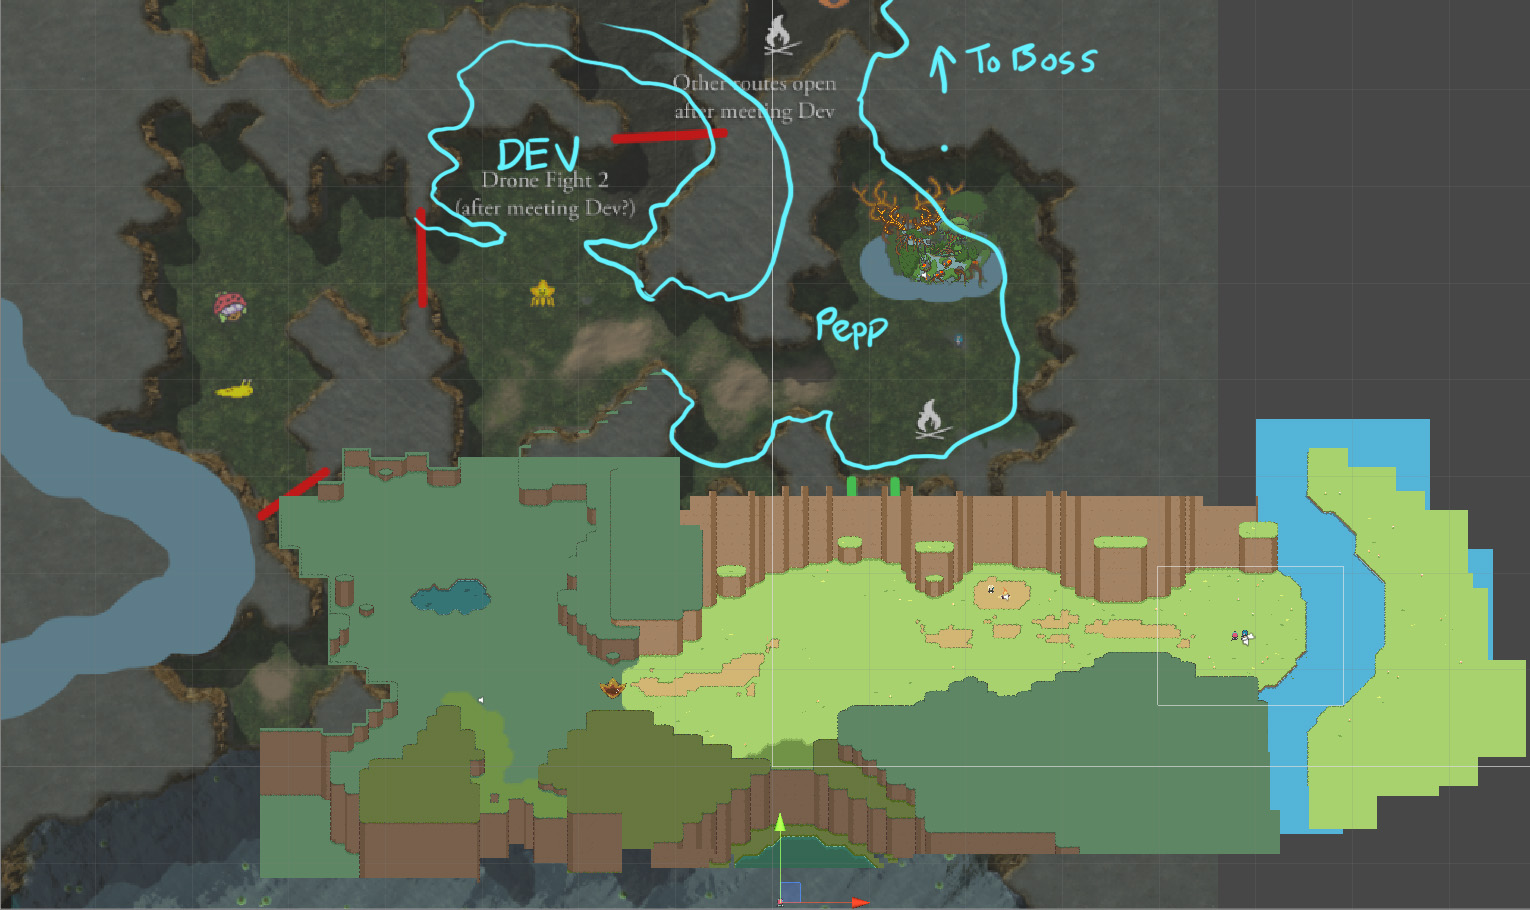 To Boss
Other routes open
after meeting Dev
DEV
Drone Fight 2
(after meeting Dev?)
Pepp